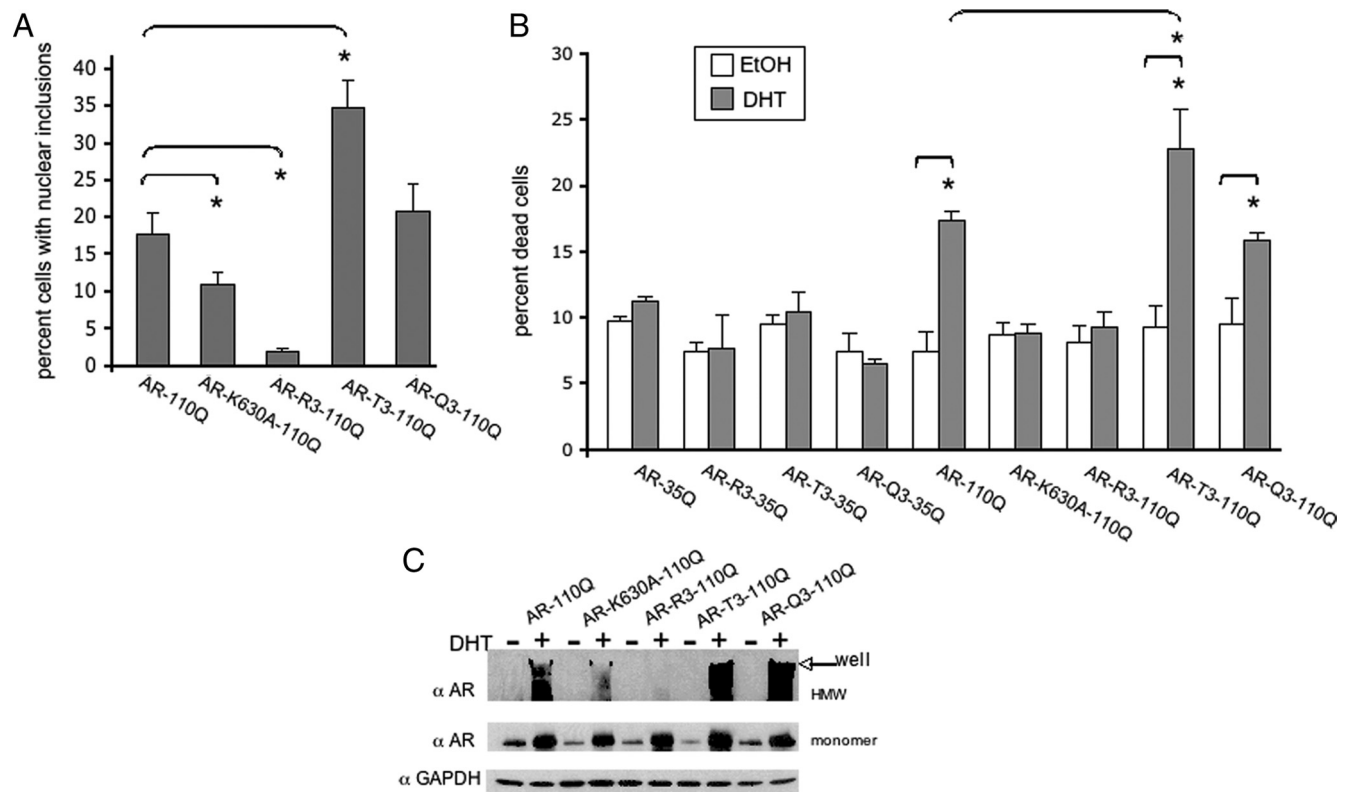 A
percent cells with nuclear inclusions
40
35
30
25
20
15
10
5
0
*
*
*
AR-110Q
AR-K630A-110Q
AR-R3-110Q
AR-T3-110Q
AR-Q3-110Q
B
percent dead cells
30
25
20
15
10
5
0
EtOH
DHT
*
*
*
*
AR-35Q
AR-R3-35Q
AR-T3-35Q
AR-Q3-35Q
AR-110Q
AR-K630A-110Q
AR-R3-110Q
AR-T3-110Q
AR-Q3-110Q
C
AR-110Q
AR-K630A-110Q
AR-R3-110Q
AR-T3-110Q
AR-Q3-110Q
DHT - + - + - + - + - +
well
α AR HMW
α AR monomer
α GAPDH